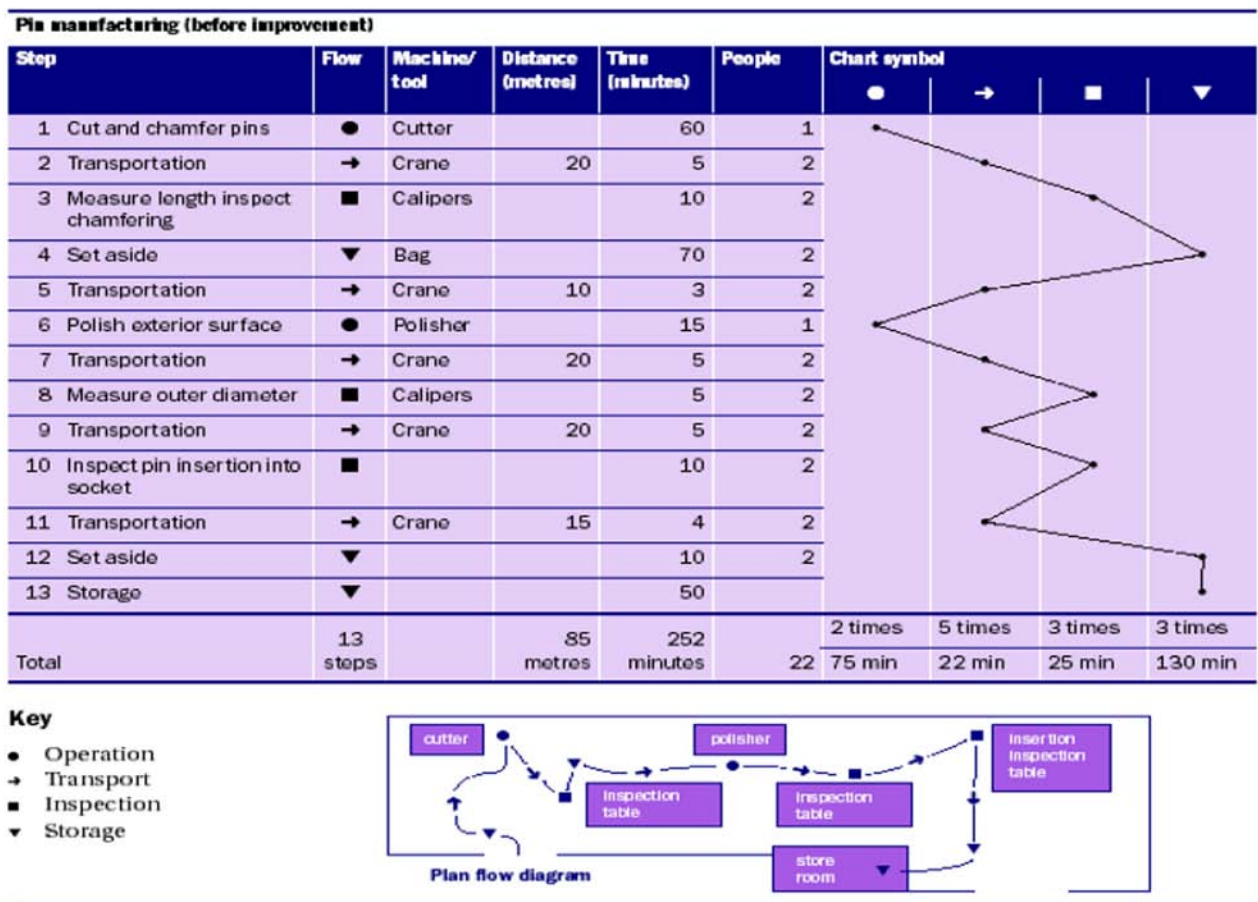 Pin manufacturing (before improvement)
Step Flow Machine/ tool Distance (metres) Time (minutes) People Chart symbol
1 Cut and chamfer pins Cutter 60 1
2 Transportation Crane 20 5 2
3 Measure length inspect chamfering Calipers 10 2
4 Set aside Bag 70 2
5 Transportation Crane 10 3 2
6 Polish exterior surface Polisher 15 1
7 Transportation Crane 20 5 2
8 Measure outer diameter Calipers 5 2
9 Transportation Crane 20 5 2
10 Inspect pin insertion into socket 10 2
11 Transportation Crane 15 4 2
12 Set aside 10 2
13 Storage 50
Total 13 steps 85 metres 252 minutes 22
2 times 5 times 3 times 3 times
75 min 22 min 25 min 130 min
Key
Operation
Transport
Inspection
Storage
cutter
polisher
insertion
inspection
table
inspection
table
inspection
table
store
room
Plan flow diagram